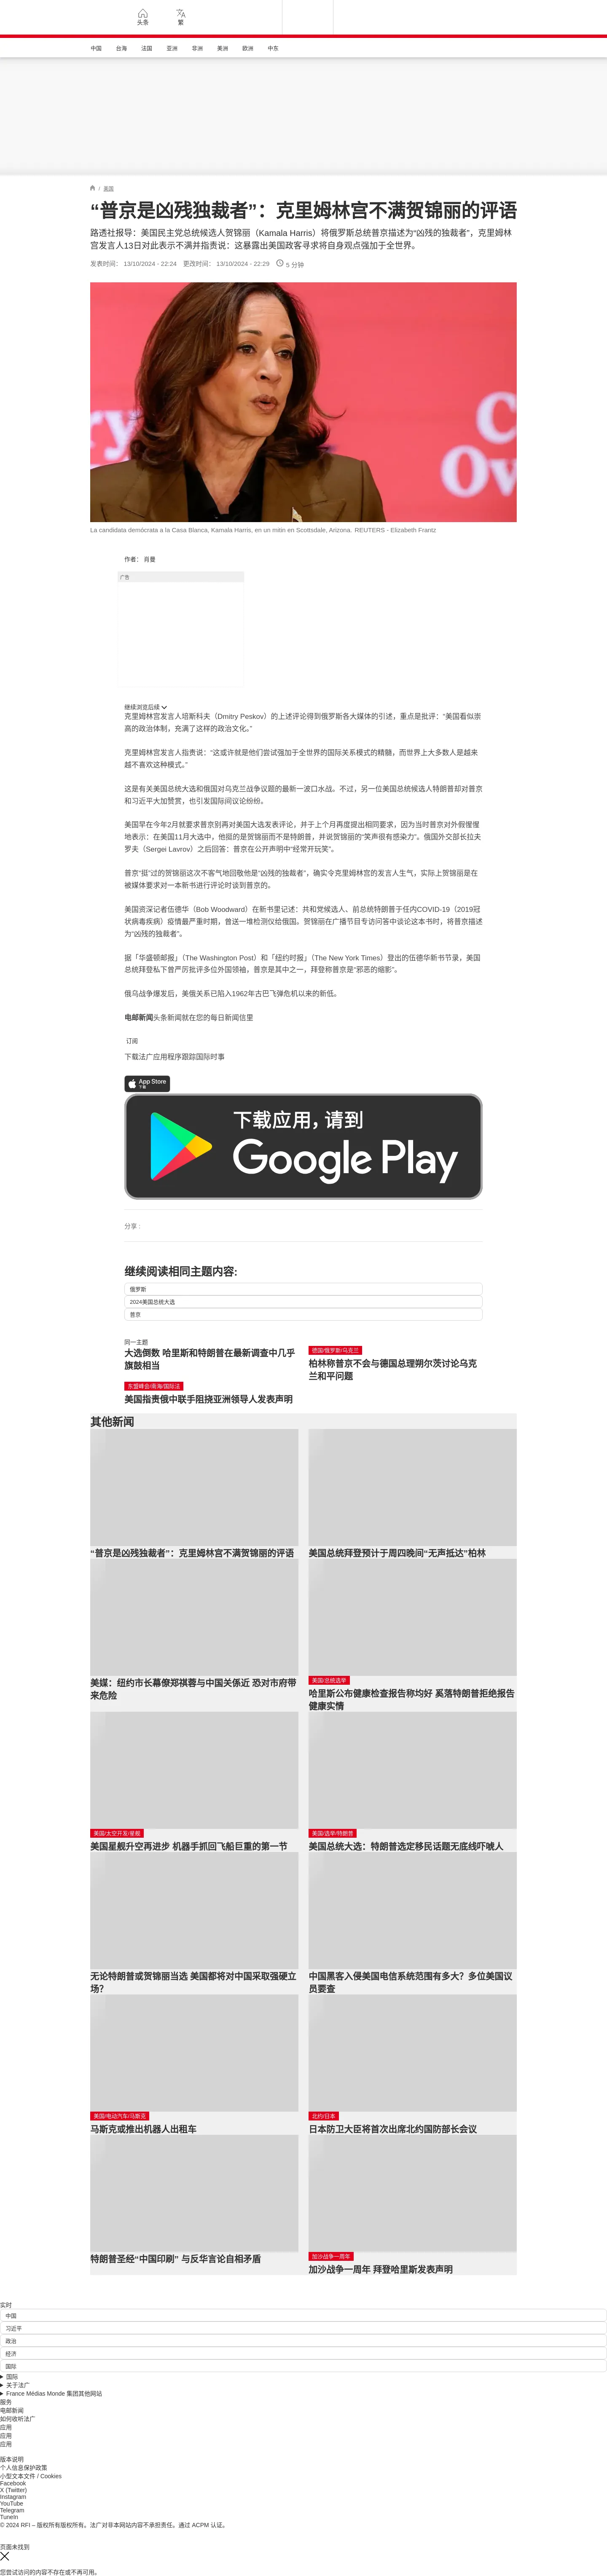 头条
繁
中国 台海 法国 亚洲 非洲 美洲 欧洲 中东
/ 美国
“普京是凶残独裁者”：克里姆林宫不满贺锦丽的评语
路透社报导：美国民主党总统候选人贺锦丽（Kamala Harris）将俄罗斯总统普京描述为“凶残的独裁者”，克里姆林
宫发言人13日对此表示不满并指责说：这暴露出美国政客寻求将自身观点强加于全世界。
发表时间： 13/10/2024 - 22:24 更改时间： 13/10/2024 - 22:29 5 分钟
La candidata demócrata a la Casa Blanca, Kamala Harris, en un mitin en Scottsdale, Arizona. REUTERS - Elizabeth Frantz
作者： 肖曼
广告
继续浏览后续
克里姆林宫发言人培斯科夫（Dmitry Peskov）的上述评论得到俄罗斯各大媒体的引述，重点是批评：“美国看似崇
高的政治体制，充满了这样的政治文化。”
克里姆林宫发言人指责说：“这或许就是他们尝试强加于全世界的国际关系模式的精髓，而世界上大多数人是越来
越不喜欢这种模式。”
这是有关美国总统大选和俄国对乌克兰战争议题的最新一波口水战。不过，另一位美国总统候选人特朗普却对普京
和习近平大加赞赏，也引发国际间议论纷纷。
美国早在今年2月就要求普京别再对美国大选发表评论，并于上个月再度提出相同要求，因为当时普京对外假惺惺
地表示：在美国11月大选中，他挺的是贺锦丽而不是特朗普，并说贺锦丽的“笑声很有感染力”。俄国外交部长拉夫
罗夫（Sergei Lavrov）之后回答：普京在公开声明中“经常开玩笑”。
普京“挺”过的贺锦丽这次不客气地回敬他是“凶残的独裁者”，确实令克里姆林宫的发言人生气，实际上贺锦丽是在
被媒体要求对一本新书进行评论时谈到普京的。
美国资深记者伍德华（Bob Woodward）在新书里记述：共和党候选人、前总统特朗普于任内COVID-19（2019冠
状病毒疾病）疫情最严重时期，曾送一堆检测仪给俄国。贺锦丽在广播节目专访问答中谈论这本书时，将普京描述
为“凶残的独裁者”。
据「华盛顿邮报」（The Washington Post）和「纽约时报」（The New York Times）登出的伍德华新书节录，美国
总统拜登私下曾严厉批评多位外国领袖，普京是其中之一，拜登称普京是“邪恶的缩影”。
俄乌战争爆发后，美俄关系已陷入1962年古巴飞弹危机以来的新低。
电邮新闻头条新闻就在您的每日新闻信里
订阅
下载法广应用程序跟踪国际时事
App Store
下载
下载应用，请到
Google Play
分享 :
继续阅读相同主题内容:
俄罗斯
2024美国总统大选
普京
同一主题
大选倒数 哈里斯和特朗普在最新调查中几乎
旗鼓相当
德国/俄罗斯/乌克兰
柏林称普京不会与德国总理朔尔茨讨论乌克
兰和平问题
东盟峰会/南海/国际法
美国指责俄中联手阻挠亚洲领导人发表声明
其他新闻
“普京是凶残独裁者”：克里姆林宫不满贺锦丽的评语
美国总统拜登预计于周四晚间“无声抵达”柏林
美媒：纽约市长幕僚郑祺蓉与中国关係近 恐对市府带
来危险
美国/总统选举
哈里斯公布健康检查报告称均好 奚落特朗普拒绝报告
健康实情
美国/太空开发/星舰
美国星舰升空再进步 机器手抓回飞船巨重的第一节
美国/选举/特朗普
美国总统大选：特朗普选定移民话题无底线吓唬人
无论特朗普或贺锦丽当选 美国都将对中国采取强硬立
场？
中国黑客入侵美国电信系统范围有多大？多位美国议
员要查
美国/电动汽车/马斯克
马斯克或推出机器人出租车
北约/日本
日本防卫大臣将首次出席北约国防部长会议
特朗普圣经“中国印刷” 与反华言论自相矛盾
加沙战争一周年
加沙战争一周年 拜登哈里斯发表声明
实时
中国
习近平
政治
经济
国际
国际
关于法广
France Médias Monde 集团其他网站
服务
电邮新闻
如何收听法广
应用
应用
应用
版本说明
个人信息保护政策
小型文本文件 / Cookies
Facebook
X (Twitter)
Instagram
YouTube
Telegram
TuneIn
© 2024 RFI – 版权所有版权所有。法广对非本网站内容不承担责任。通过 ACPM 认证。
页面未找到
您尝试访问的内容不存在或不再可用。